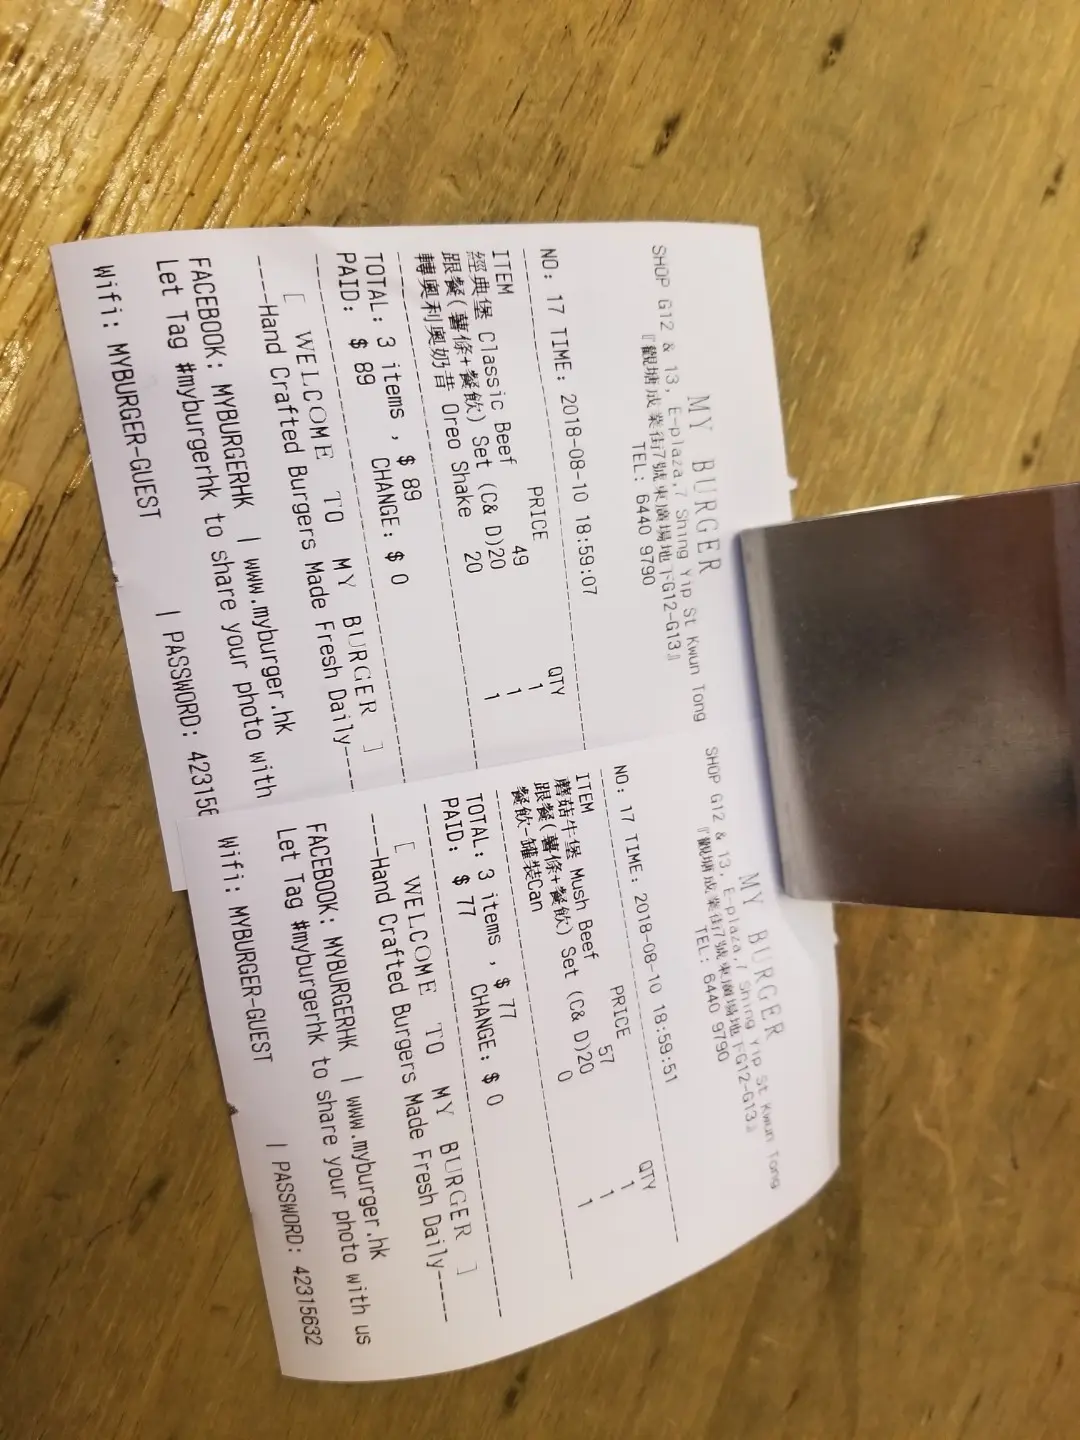 MY BURGER
SHOP G12 & 13, E-plaza,7 Shing Yip St Kwun Tong
『觀塘成業街7號東廣場地下G12-G13』
TEL: 6440 9790
NO: 17 TIME: 2018-08-10 18:59:07
ITEM PRICE QTY
經典堡 Classic Beef 49 1
跟餐(薯條+餐飲) Set (C& D)20 1
轉奧利奧奶昔 Oreo Shake 20 1
TOTAL: 3 items , $ 89
PAID: $ 89 CHANGE: $ 0
[ WELCOME TO MY BURGER ]
----Hand Crafted Burgers Made Fresh Daily----
FACEBOOK: MYBURGERHK | www.myburger.hk
Let Tag #myburgerhk to share your photo with
Wifi: MYBURGER-GUEST | PASSWORD: 423156
MY BURGER
SHOP G12 & 13, E-plaza,7 Shing Yip St Kwun Tong
『觀塘成業街7號東廣場地下G12-G13』
TEL: 6440 9790
NO: 17 TIME: 2018-08-10 18:59:51
ITEM PRICE QTY
蘑菇牛堡 Mush Beef 57 1
跟餐(薯條+餐飲) Set (C& D)20 1
餐飲-罐裝Can 0 1
TOTAL: 3 items , $ 77
PAID: $ 77 CHANGE: $ 0
[ WELCOME TO MY BURGER ]
----Hand Crafted Burgers Made Fresh Daily-----
FACEBOOK: MYBURGERHK | www.myburger.hk
Let Tag #myburgerhk to share your photo with us
Wifi: MYBURGER-GUEST | PASSWORD: 42315632